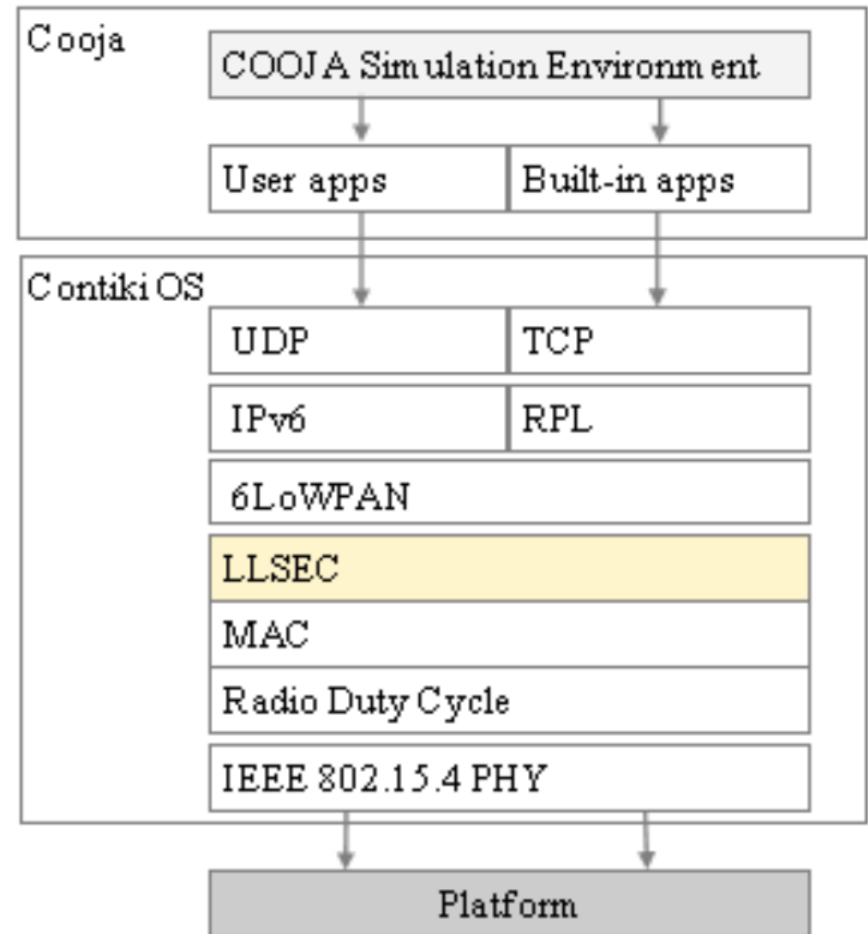 Cooja
COOJA Simulation Environment
User apps
Built-in apps
Contiki OS
UDP
TCP
IPv6
RPL
6LoWPAN
LLSEC
MAC
Radio Duty Cycle
IEEE 802.15.4 PHY
Platform